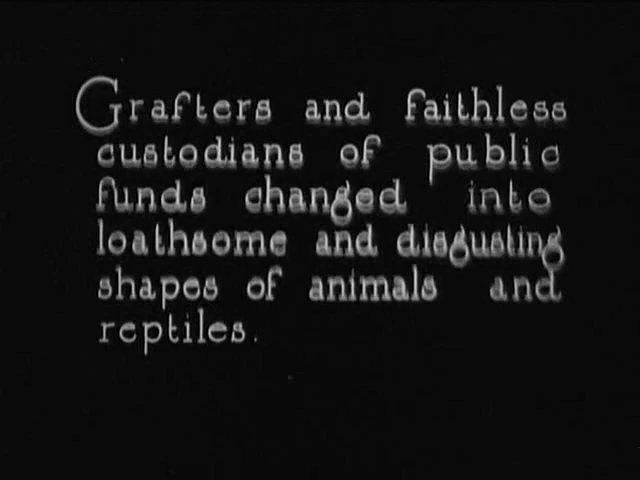 Grafters and faithless
custodians of public
funds changed into
loathsome and disgusting
shapes of animals and
reptiles.